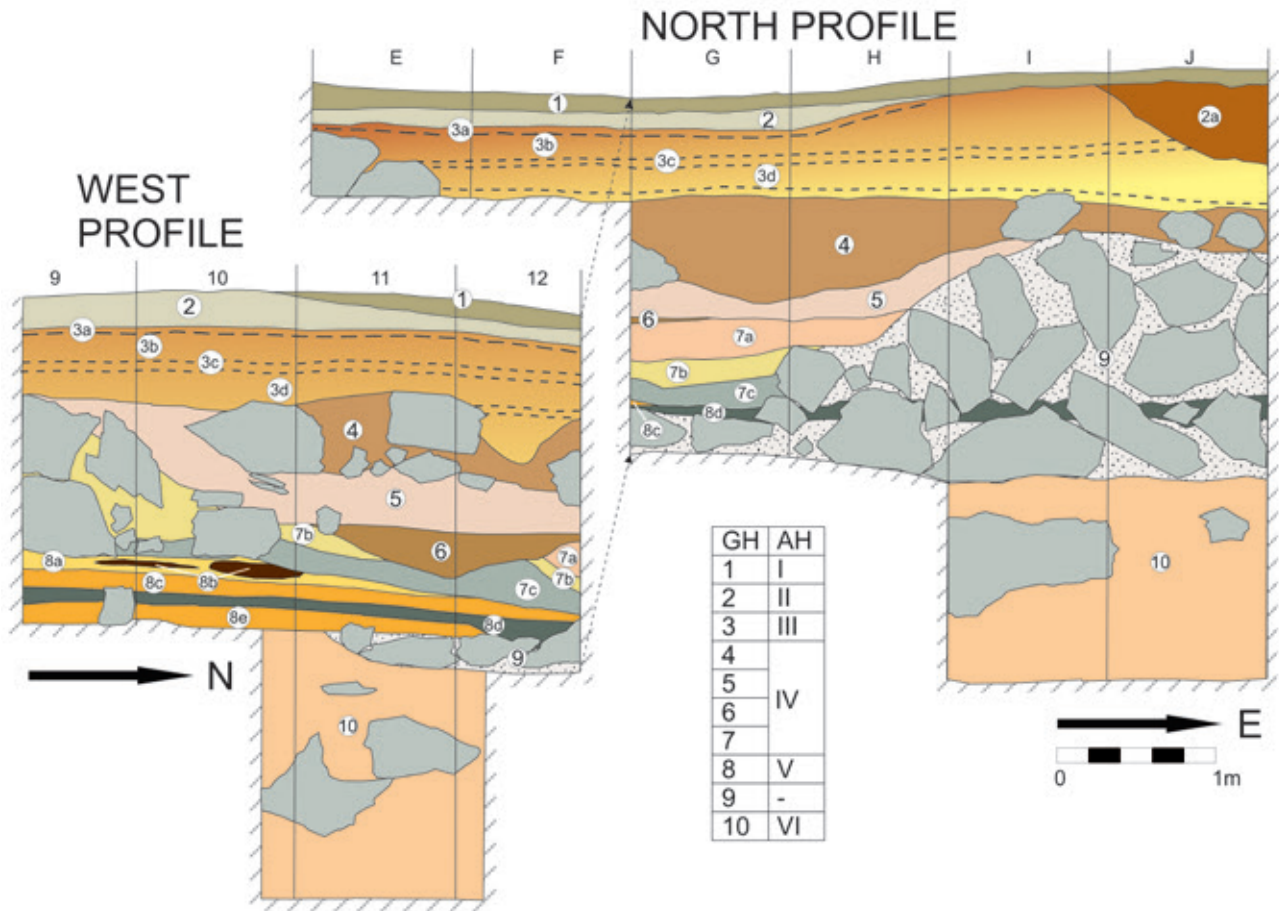 NORTH PROFILE
E F G H I J
1
2
2
2a
3a
3b
3c
3d
4
5
6
7a
7b
7c
8d
8c
9
10
WEST
PROFILE
9 10 11 12
2
1
3a
3b
3c
3d
4
5
6
7b
7a
7b
7c
8a
8c
8b
8e
8d
9
10
N
GH AH
1 I
2 II
3 III
4
5
IV
6
7
8 V
9 -
10 VI
E
0 1m